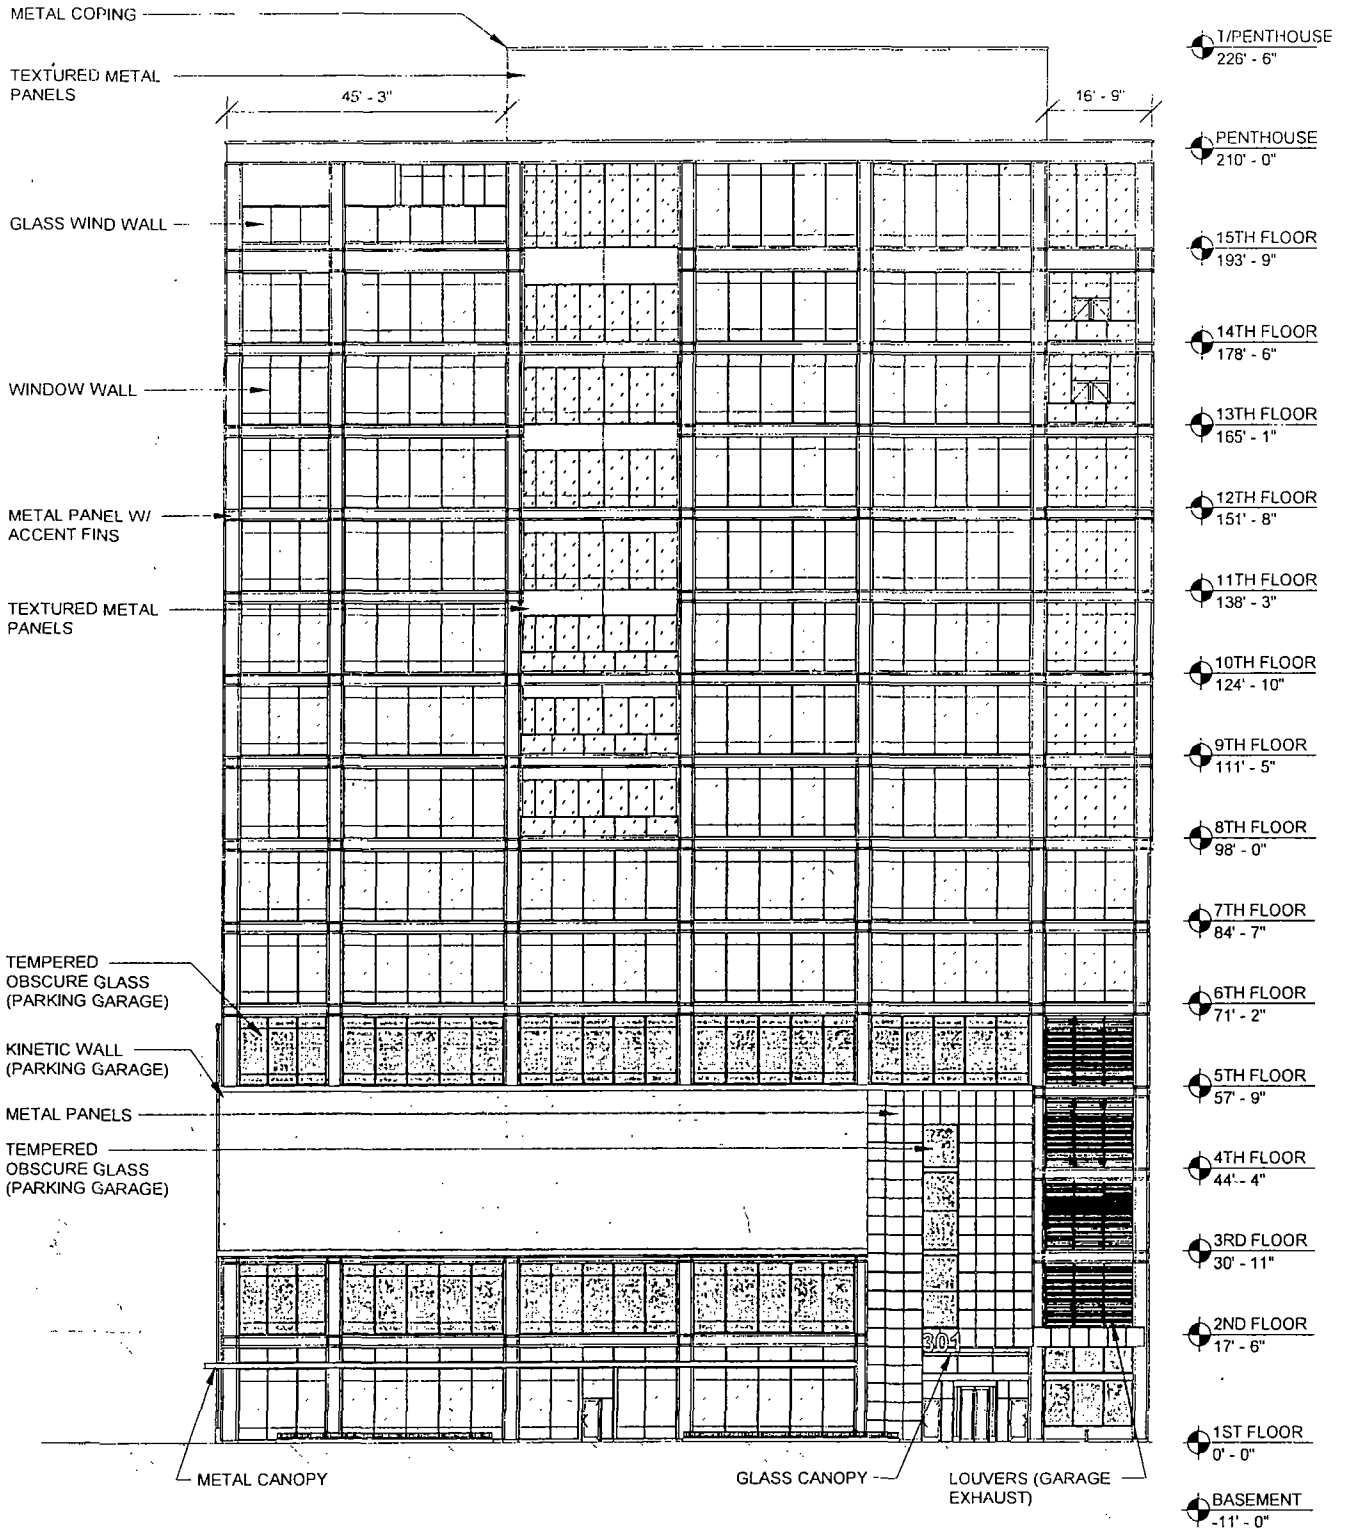 METAL COPING
TEXTURED METAL
PANELS
45' - 3"
16' - 9"
GLASS WIND WALL
WINDOW WALL
METAL PANEL W/
ACCENT FINS
TEXTURED METAL
PANELS
TEMPERED
OBSCURE GLASS
(PARKING GARAGE)
KINETIC WALL
(PARKING GARAGE)
METAL PANELS
TEMPERED
OBSCURE GLASS
(PARKING GARAGE)
301
METAL CANOPY
GLASS CANOPY
LOUVERS (GARAGE
EXHAUST)
T/PENTHOUSE
226' - 6"
PENTHOUSE
210' - 0"
15TH FLOOR
193' - 9"
14TH FLOOR
178' - 6"
13TH FLOOR
165' - 1"
12TH FLOOR
151' - 8"
11TH FLOOR
138' - 3"
10TH FLOOR
124' - 10"
9TH FLOOR
111' - 5"
8TH FLOOR
98' - 0"
7TH FLOOR
84' - 7"
6TH FLOOR
71' - 2"
5TH FLOOR
57' - 9"
4TH FLOOR
44' - 4"
3RD FLOOR
30' - 11"
2ND FLOOR
17' - 6"
1ST FLOOR
0' - 0"
BASEMENT
-11' - 0"